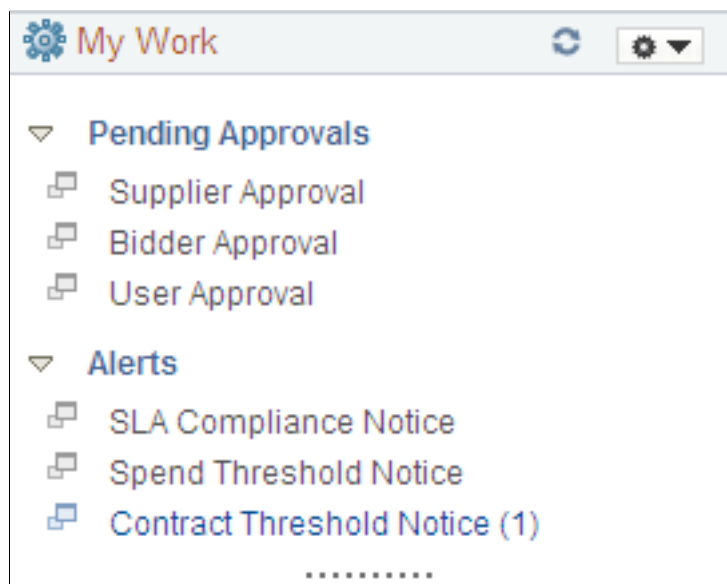 My Work
Pending Approvals
Supplier Approval
Bidder Approval
User Approval
Alerts
SLA Compliance Notice
Spend Threshold Notice
Contract Threshold Notice (1)